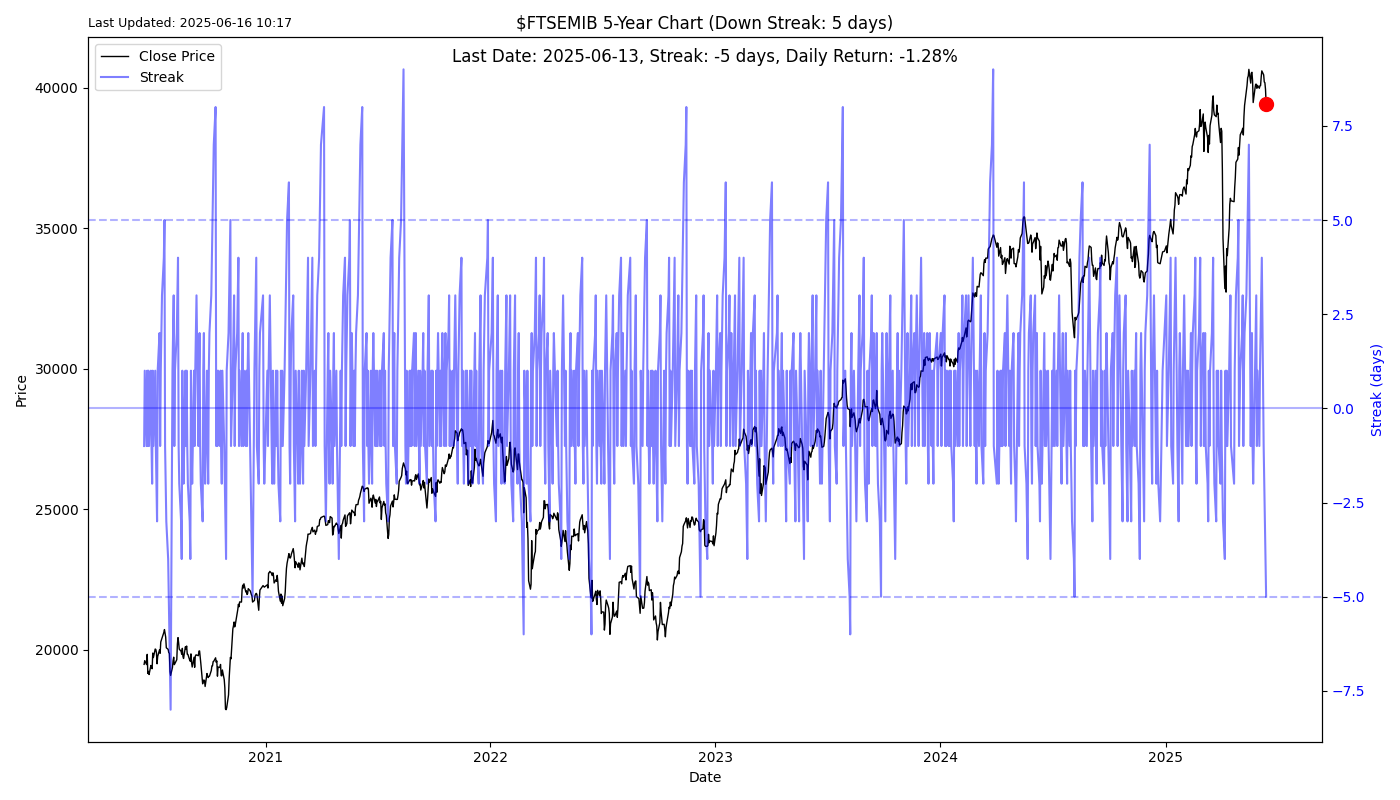 Last Updated: 2025-06-16 10:17
$FTSEMIB 5-Year Chart (Down Streak: 5 days)
Last Date: 2025-06-13, Streak: -5 days, Daily Return: -1.28%
Close Price
Streak
40000
35000
30000
25000
20000
Price
7.5
5.0
2.5
0.0
−2.5
−5.0
−7.5
Streak (days)
2021
2022
2023
2024
2025
Date